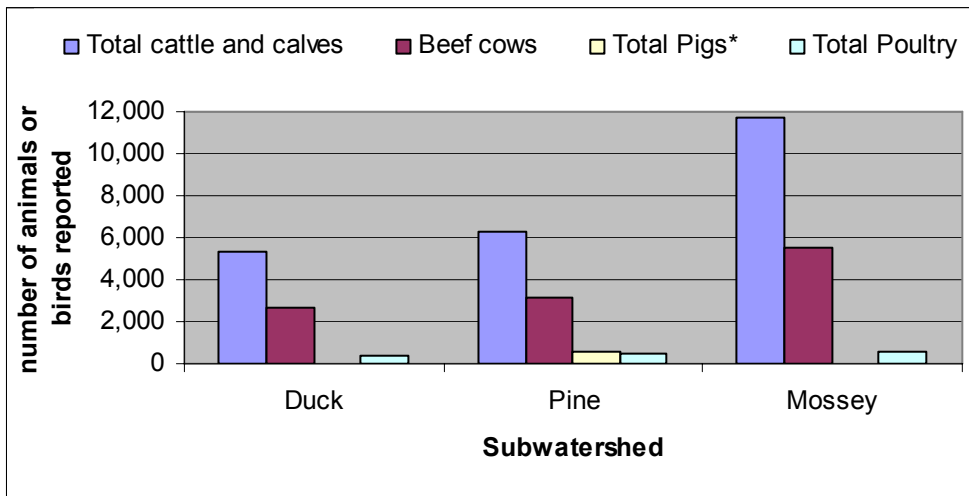 Total cattle and calves Beef cows Total Pigs* Total Poultry
number of animals or
birds reported
12,000
10,000
8,000
6,000
4,000
2,000
0
Duck Pine Mossey
Subwatershed